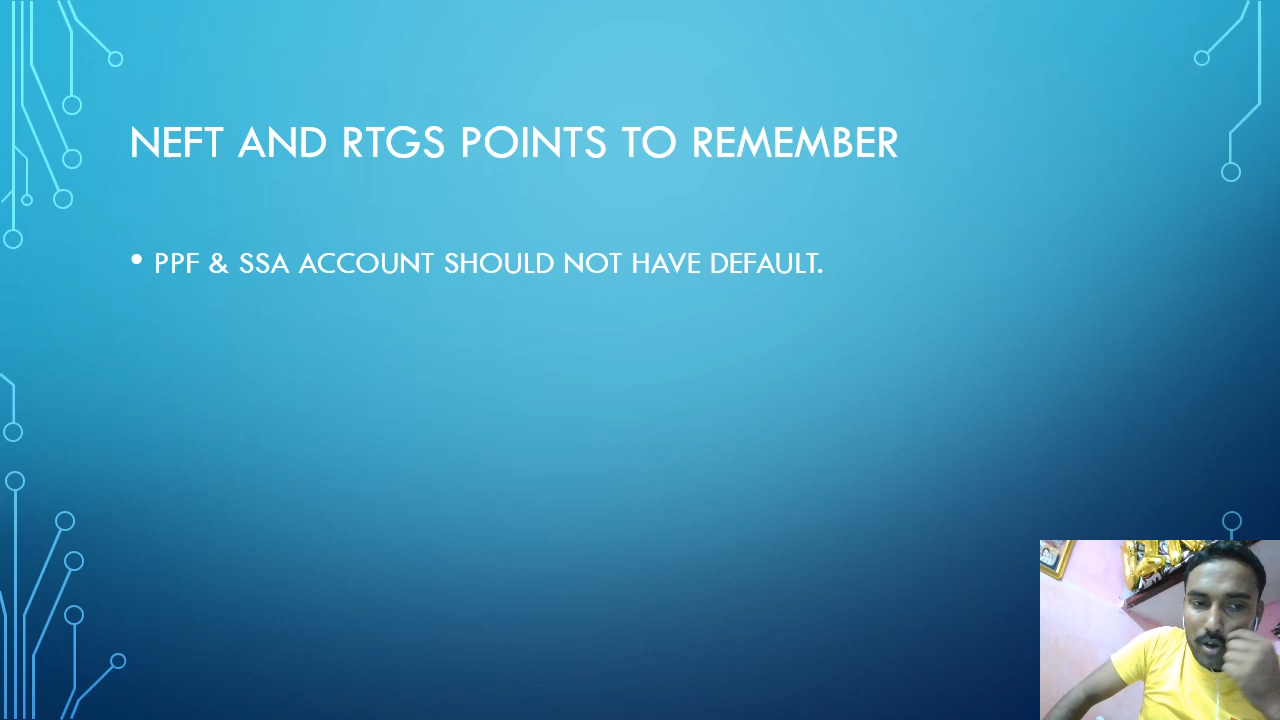 NEFT AND RTGS POINTS TO REMEMBER
• PPF & SSA ACCOUNT SHOULD NOT HAVE DEFAULT.